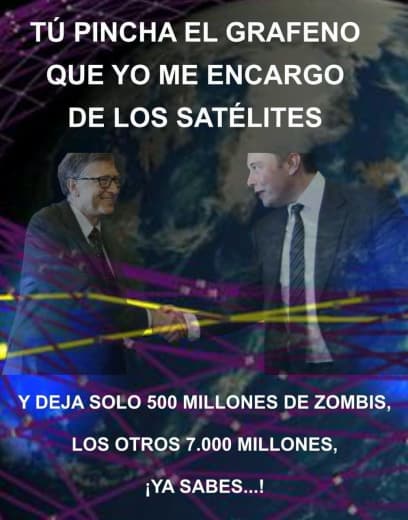 TÚ PINCHA EL GRAFENO
QUE YO ME ENCARGO
DE LOS SATÉLITES
Y DEJA SOLO 500 MILLONES DE ZOMBIS,
LOS OTROS 7.000 MILLONES,
¡YA SABES...!